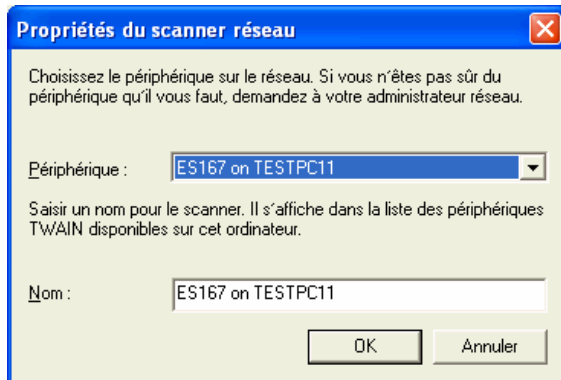 Propriétés du scanner réseau
Choisissez le périphérique sur le réseau. Si vous n'êtes pas sûr du
périphérique qu'il vous faut, demandez à votre administrateur réseau.
Périphérique : ES167 on TESTPC11
Saisir un nom pour le scanner. Il s'affiche dans la liste des périphériques
TWAIN disponibles sur cet ordinateur.
Nom : ES167 on TESTPC11
OK Annuler